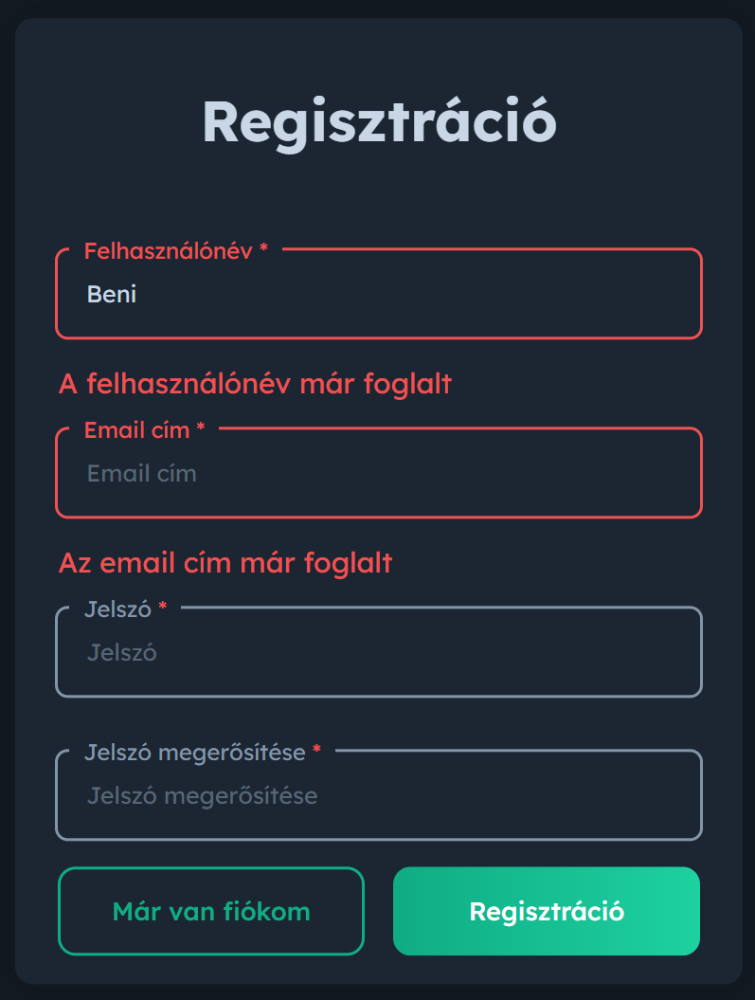 Regisztráció
Felhasználónév *
Beni
A felhasználónév már foglalt
Email cím *
Email cím
Az email cím már foglalt
Jelszó *
Jelszó
Jelszó megerősítése *
Jelszó megerősítése
Már van fiókom
Regisztráció